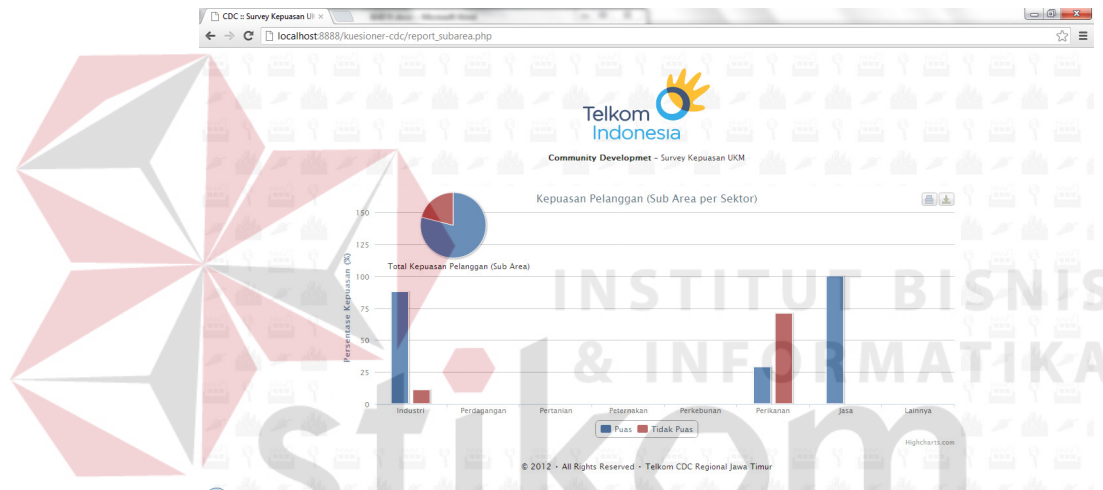 CDC :: Survey Kepuasan U
localhost:8888/kuesioner-cdc/report_subarea.php
Telkom
Indonesia
Community Developmet - Survey Kepuasan UKM
Kepuasan Pelanggan (Sub Area per Sektor)
Total Kepuasan Pelanggan (Sub Area)
Persentase Kepuasan (%)
150
125
100
75
50
25
0
Industri Perdagangan Pertanian Peternakan Perkebunan Perikanan Jasa Lainnya
Puas Tidak Puas
Highcharts.com
© 2012 • All Rights Reserved • Telkom CDC Regional Jawa Timur
INSTITUT BISNIS
& INFORMATIKA
stikom